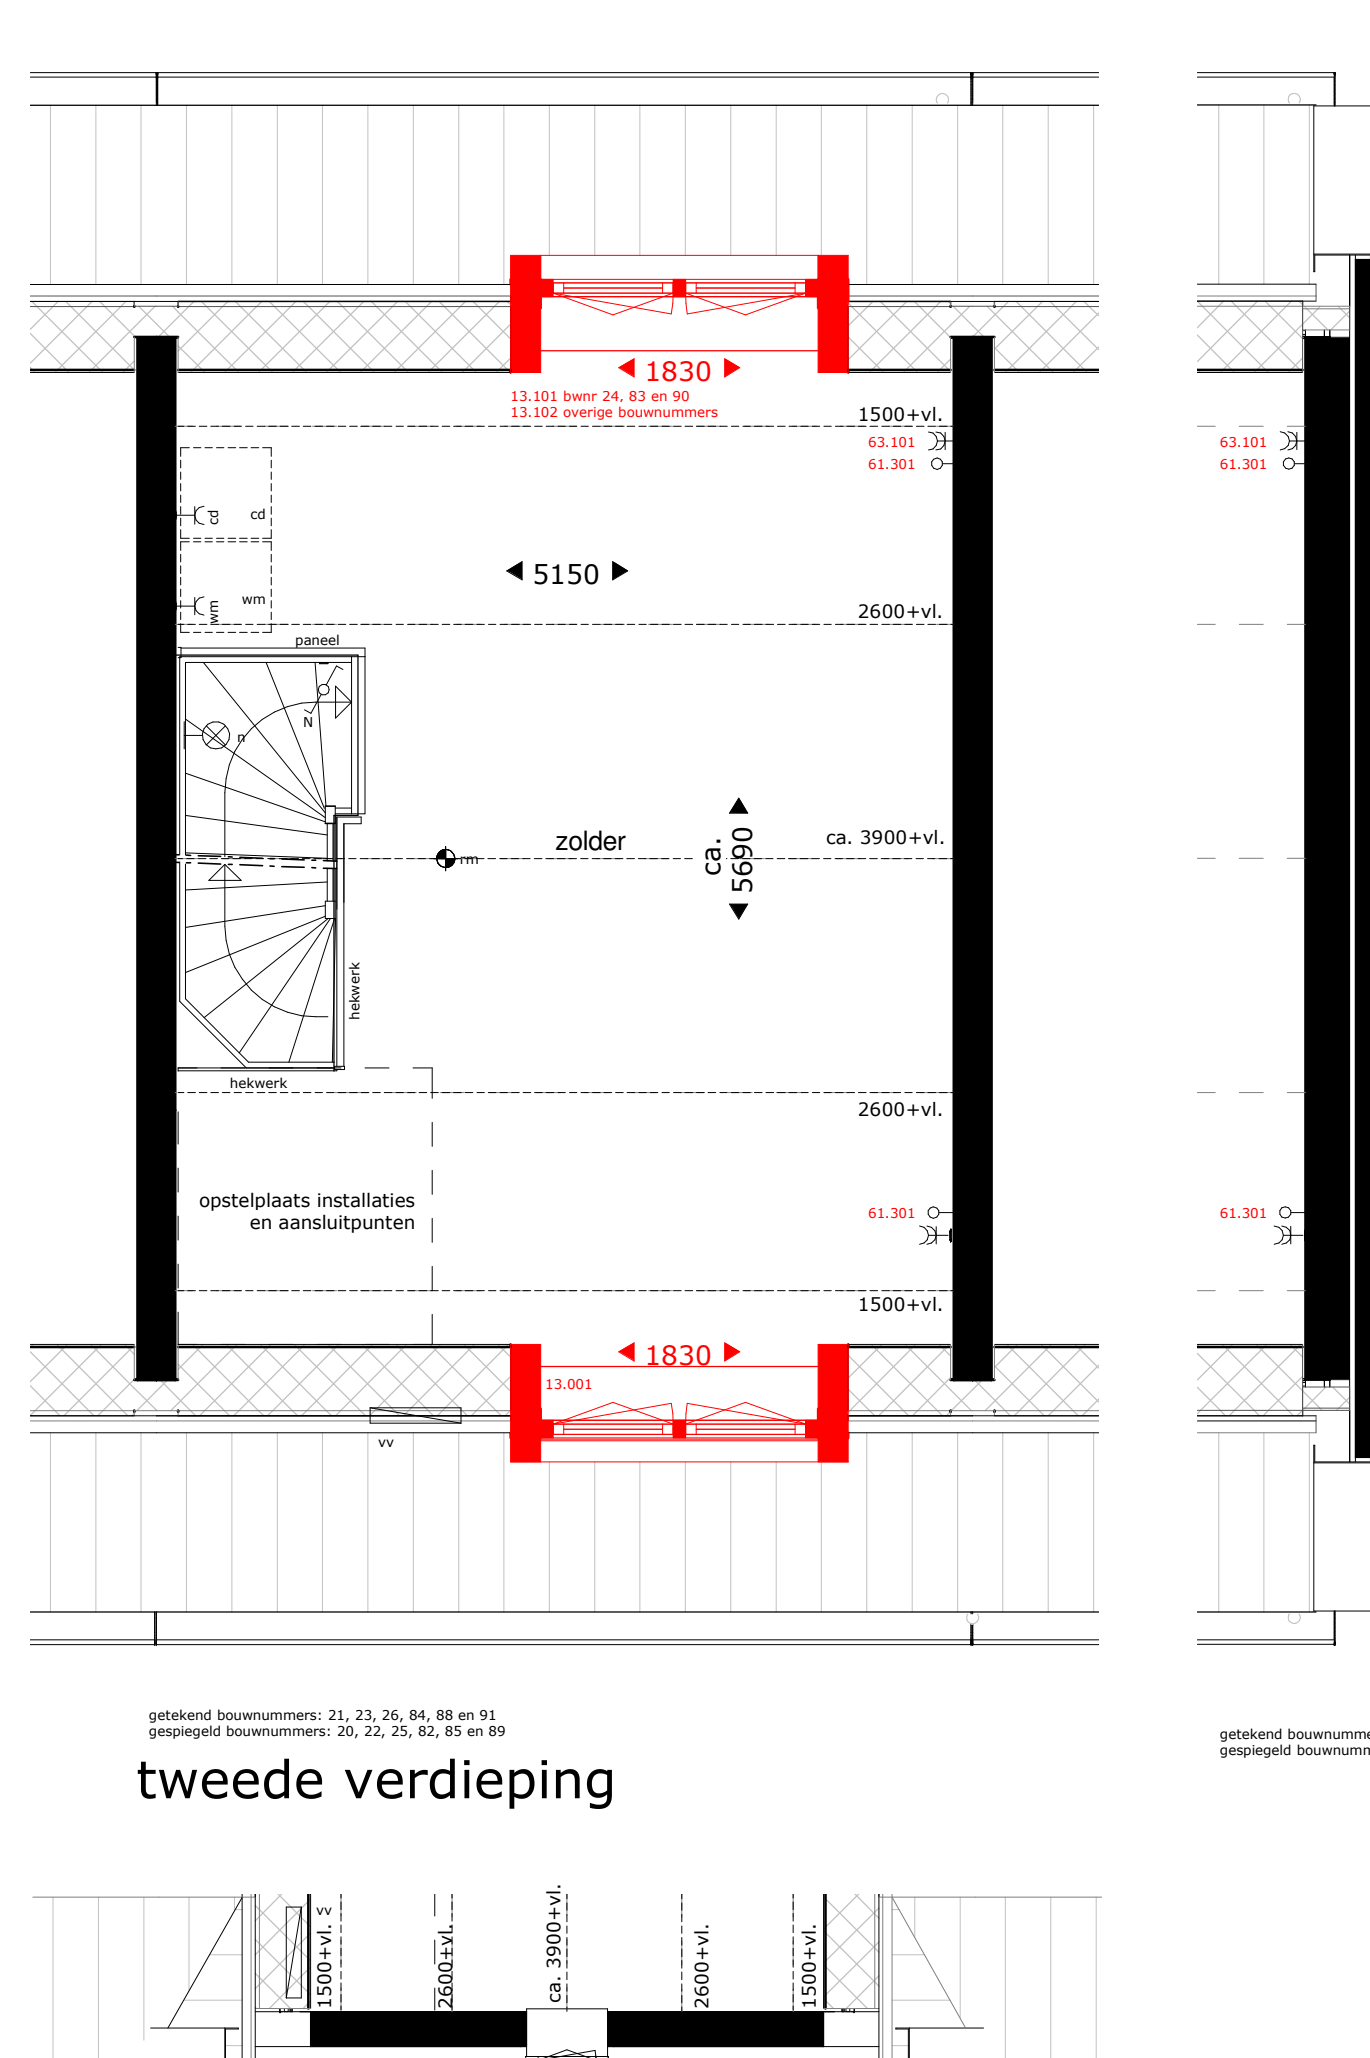 1830
13.101 bwnr 24, 83 en 90
13.102 overige bouwnummers
1500+vl.
63.101
61.301
63.101
61.301
cd
cd
5150
wm
wm
2600+vl.
paneel
N
n
zolder
ca.
5690
ca. 3900+vl.
rm
hekwerk
hekwerk
2600+vl.
opstelplaats installaties
en aansluitpunten
61.301
61.301
1500+vl.
1830
13.001
vv
getekend bouwnummers: 21, 23, 26, 84, 88 en 91
gespiegeld bouwnummers: 20, 22, 25, 82, 85 en 89
getekend
gespiegeld
tweede verdieping
1500+vl.
vv
2600+vl.
ca. 3900+vl.
2600+vl.
1500+vl.